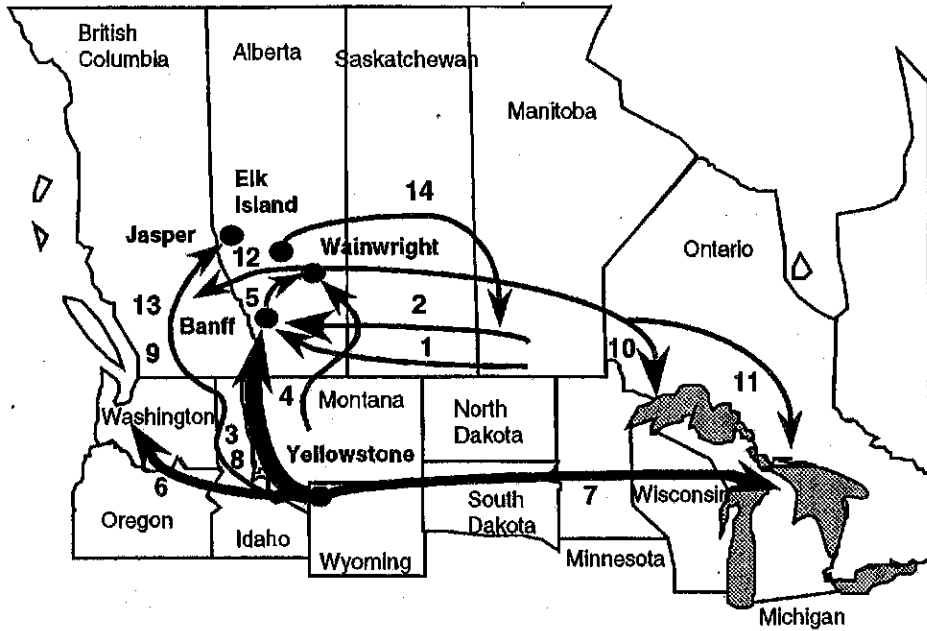 British
Columbia
Alberta
Saskatchewan
Manitoba
Elk
Island
14
Jasper
12
Wainwright
Ontario
13
5
2
Banff
9
1
10
11
4
Washington
Montana
North
Dakota
3
8
Yellowstone
6
7
Oregon
Idaho
Wyoming
South
Dakota
Wisconsin
Minnesota
Michigan